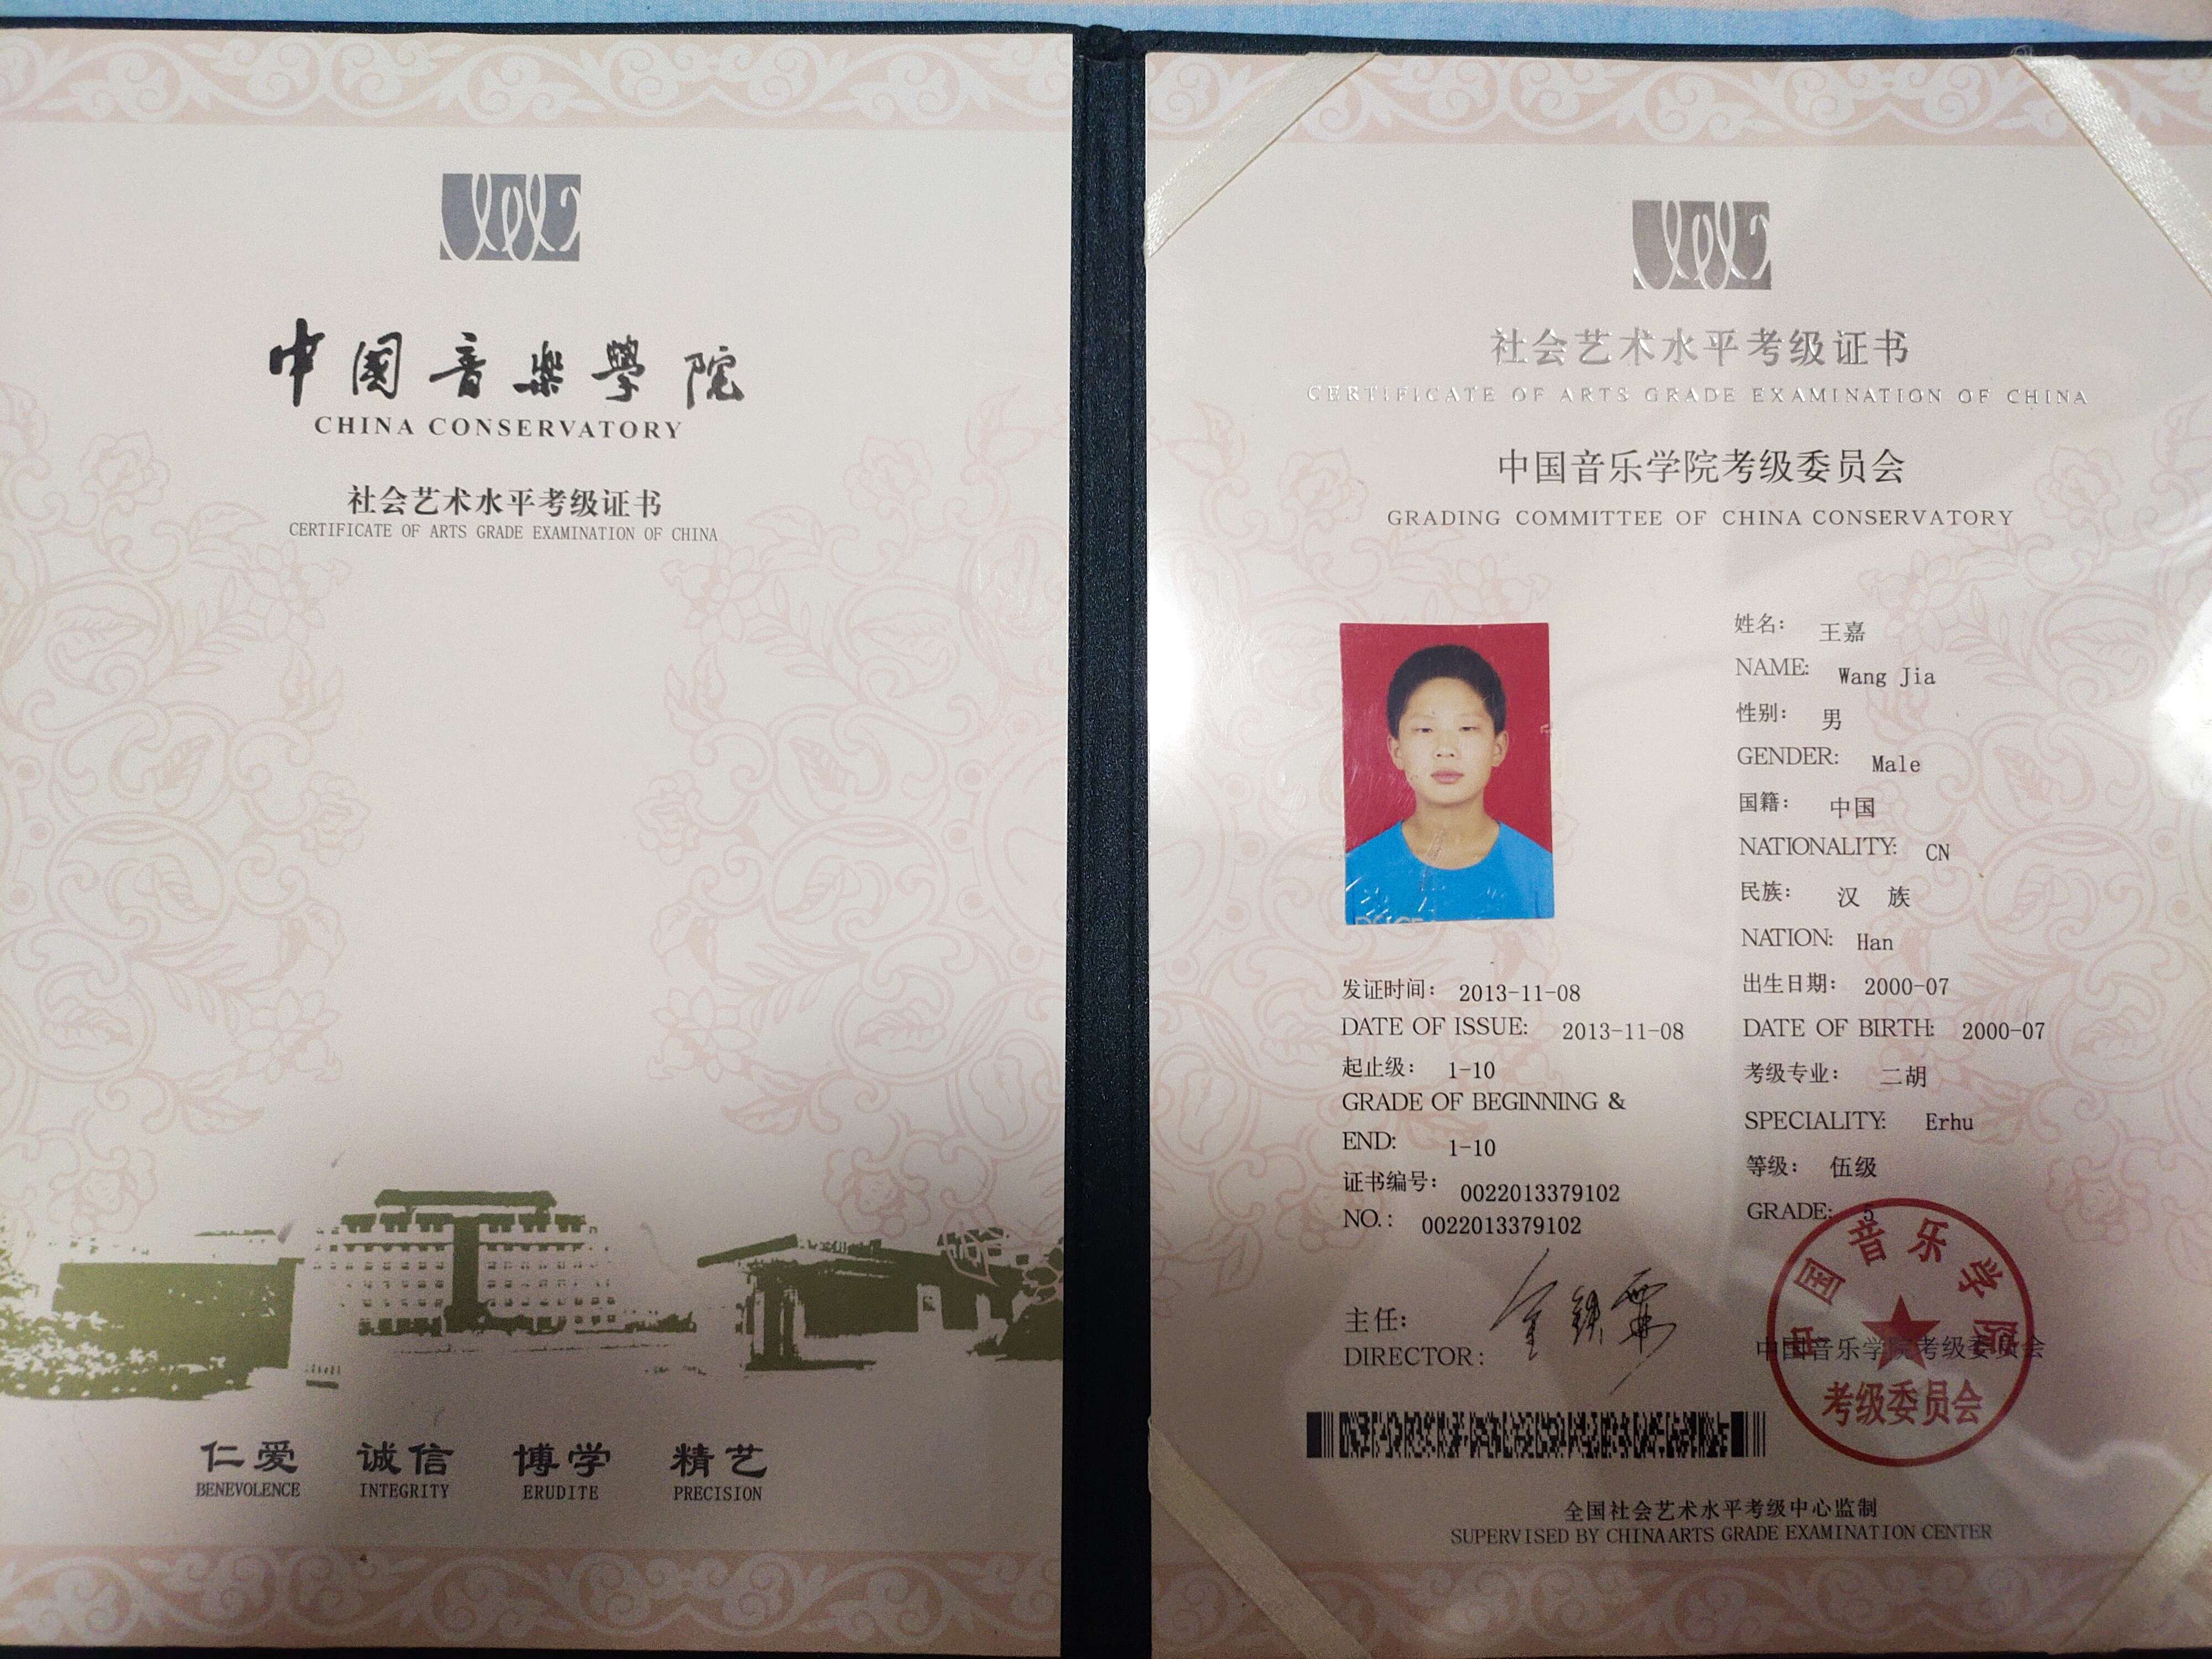 中国音樂學院
CHINA CONSERVATORY
社会艺术水平考级证书
CERTIFICATE OF ARTS GRADE EXAMINATION OF CHINA
仁爱 诚信 博学 精艺
BENEVOLENCE INTEGRITY ERUDITE PRECISION
社会艺术水平考级证书
CERTIFICATE OF ARTS GRADE EXAMINATION OF CHINA
中国音乐学院考级委员会
GRADING COMMITTEE OF CHINA CONSERVATORY
姓名: 王嘉
NAME: Wang Jia
性别: 男
GENDER: Male
国籍: 中国
NATIONALITY: CN
民族: 汉 族
NATION: Han
出生日期: 2000-07
DATE OF BIRTH: 2000-07
考级专业: 二胡
SPECIALITY: Erhu
等级: 伍级
GRADE: 5
发证时间: 2013-11-08
DATE OF ISSUE: 2013-11-08
起止级: 1-10
GRADE OF BEGINNING &
END: 1-10
证书编号: 0022013379102
NO.: 0022013379102
主任: 金铁霖
DIRECTOR:
中国音乐学院考级委员会
中国音乐学院
考级委员会
全国社会艺术水平考级中心监制
SUPERVISED BY CHINA ARTS GRADE EXAMINATION CENTER